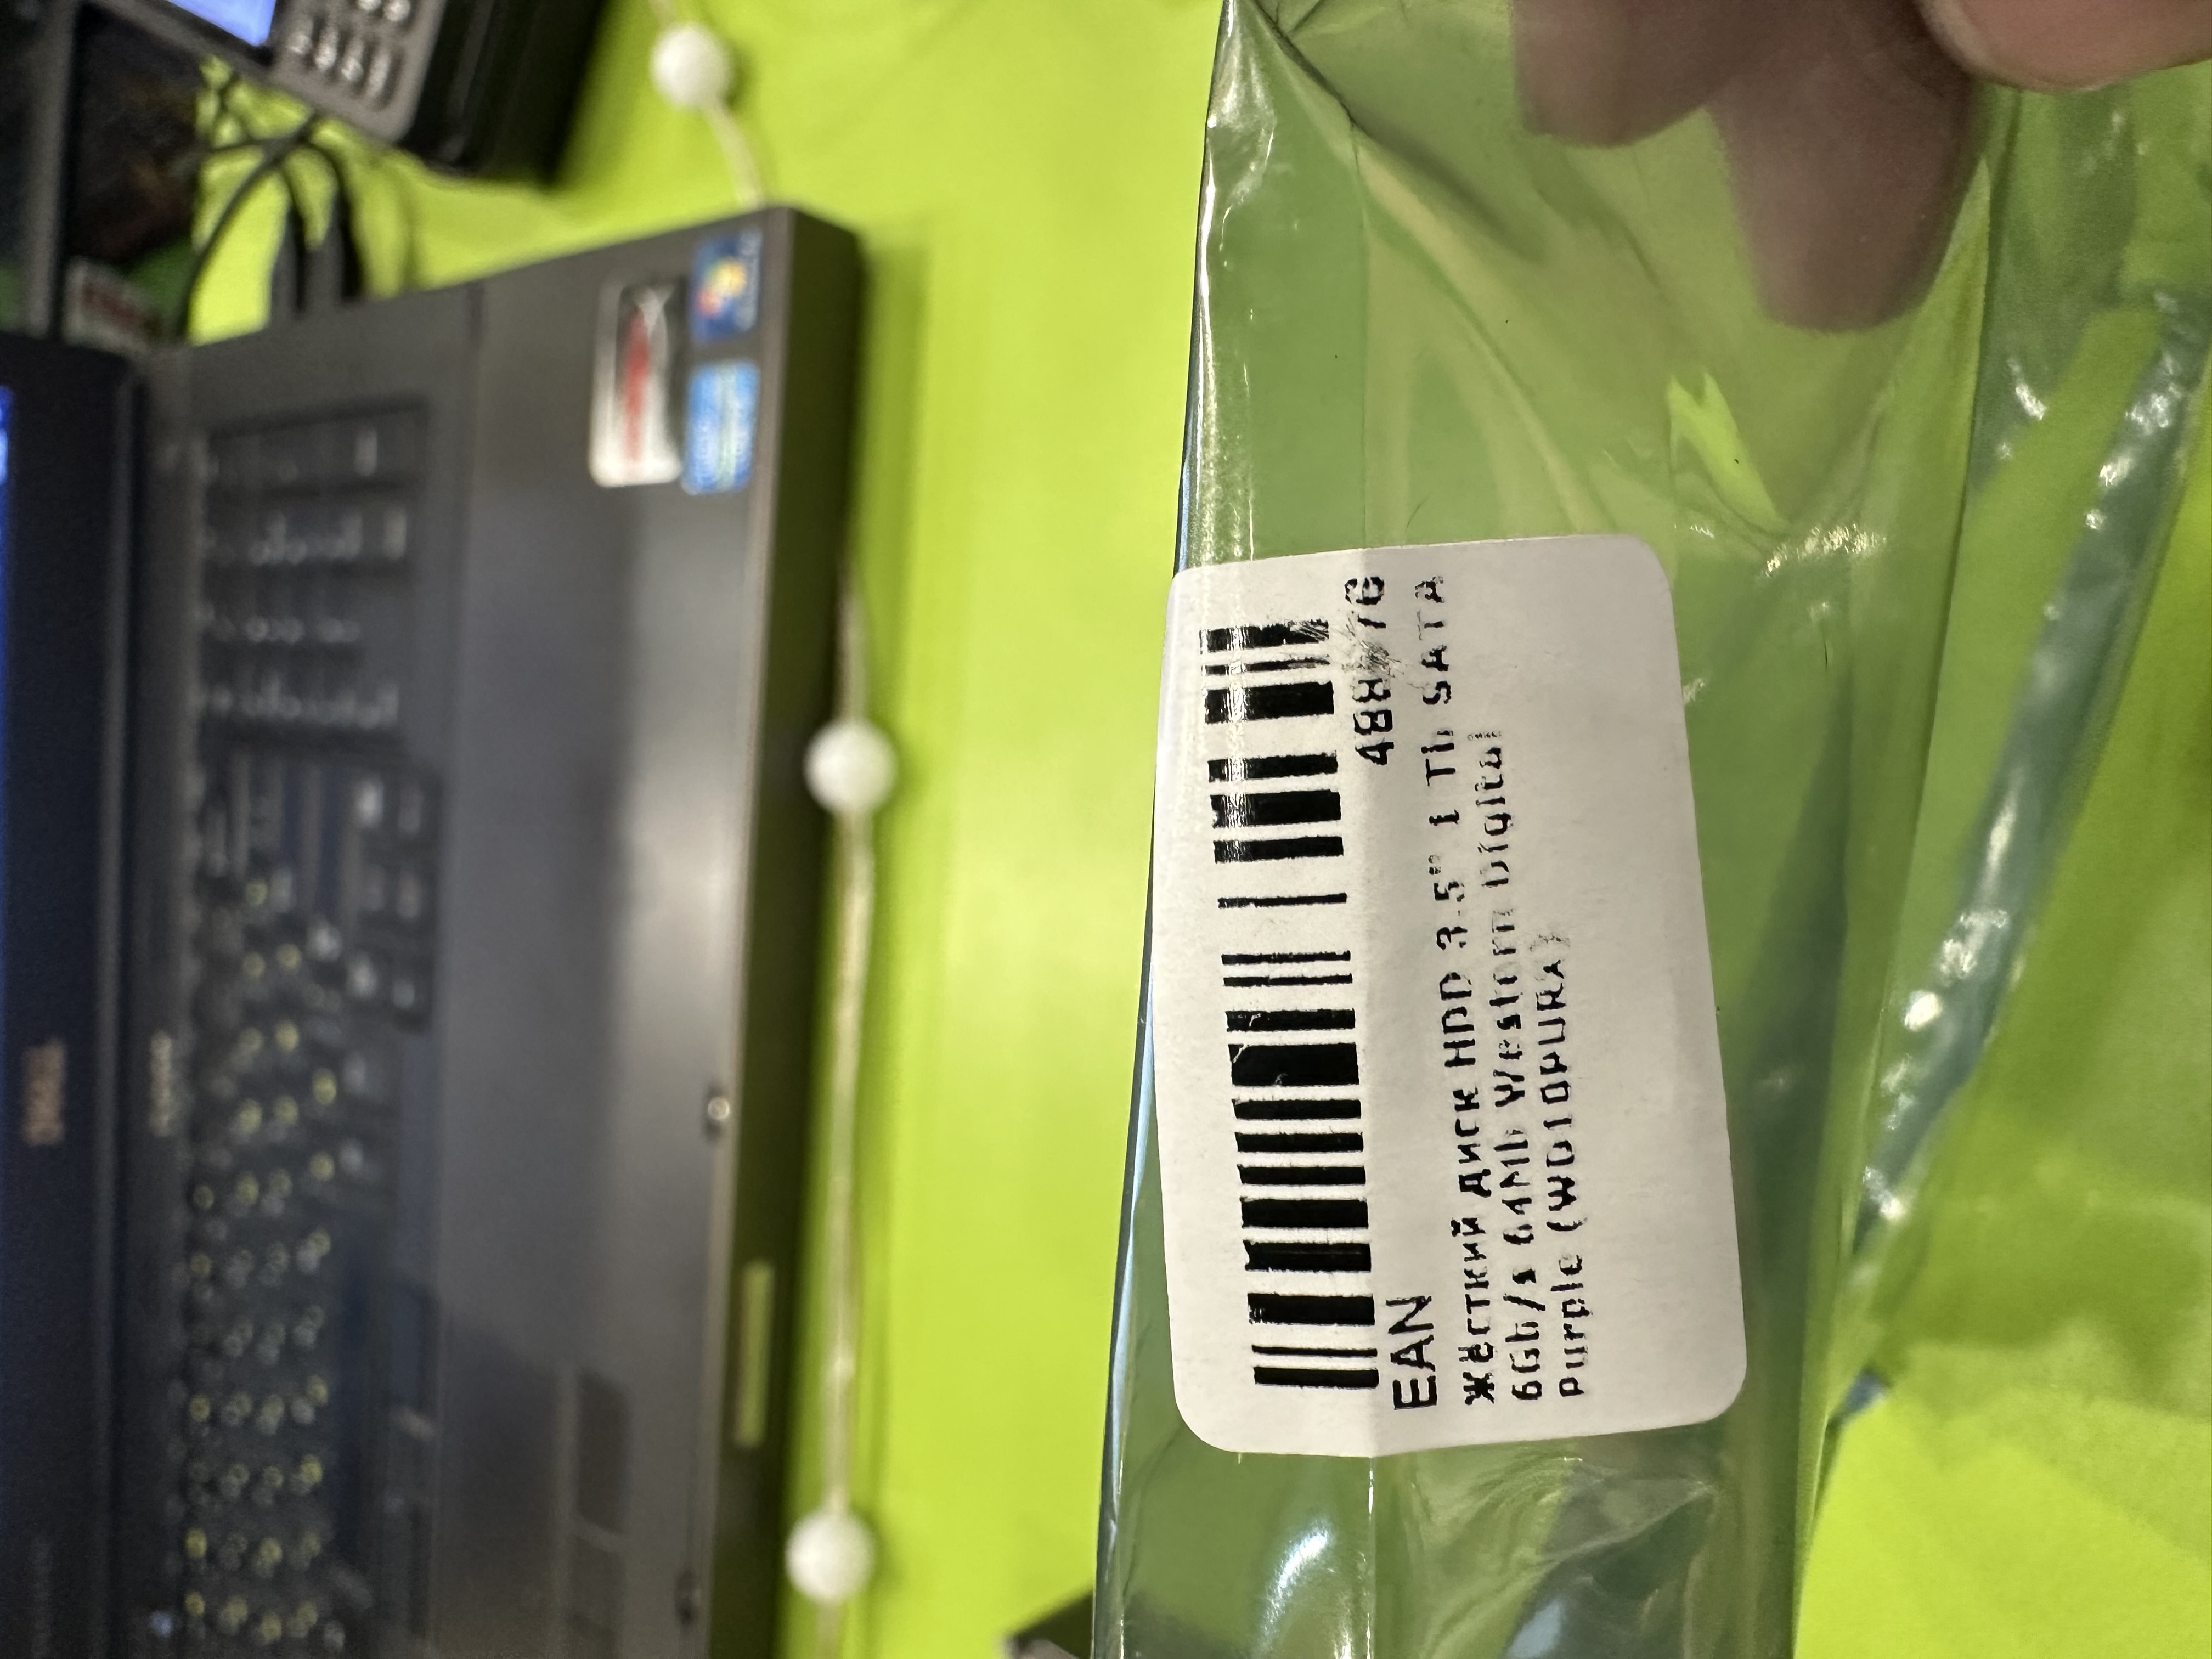 EAN
жёсткий диск HDD 3.5" 1 Tb SATA
6Gb/s 64Mb Western Digital
Purple (WD10PURX)